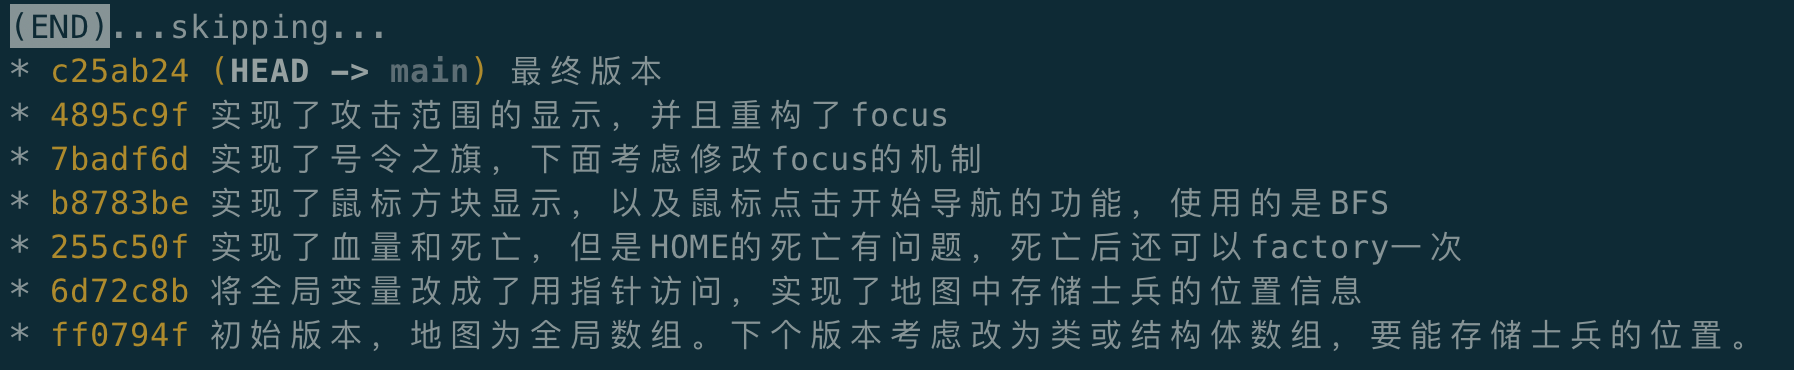 (END)...skipping...
* c25ab24 (HEAD -> main) 最终版本
* 4895c9f 实现了攻击范围的显示，并且重构了focus
* 7badf6d 实现了号令之旗，下面考虑修改focus的机制
* b8783be 实现了鼠标方块显示，以及鼠标点击开始导航的功能，使用的是BFS
* 255c50f 实现了血量和死亡，但是HOME的死亡有问题，死亡后还可以factory一次
* 6d72c8b 将全局变量改成了用指针访问，实现了地图中存储士兵的位置信息
* ff0794f 初始版本，地图为全局数组。下个版本考虑改为类或结构体数组，要能存储士兵的位置。